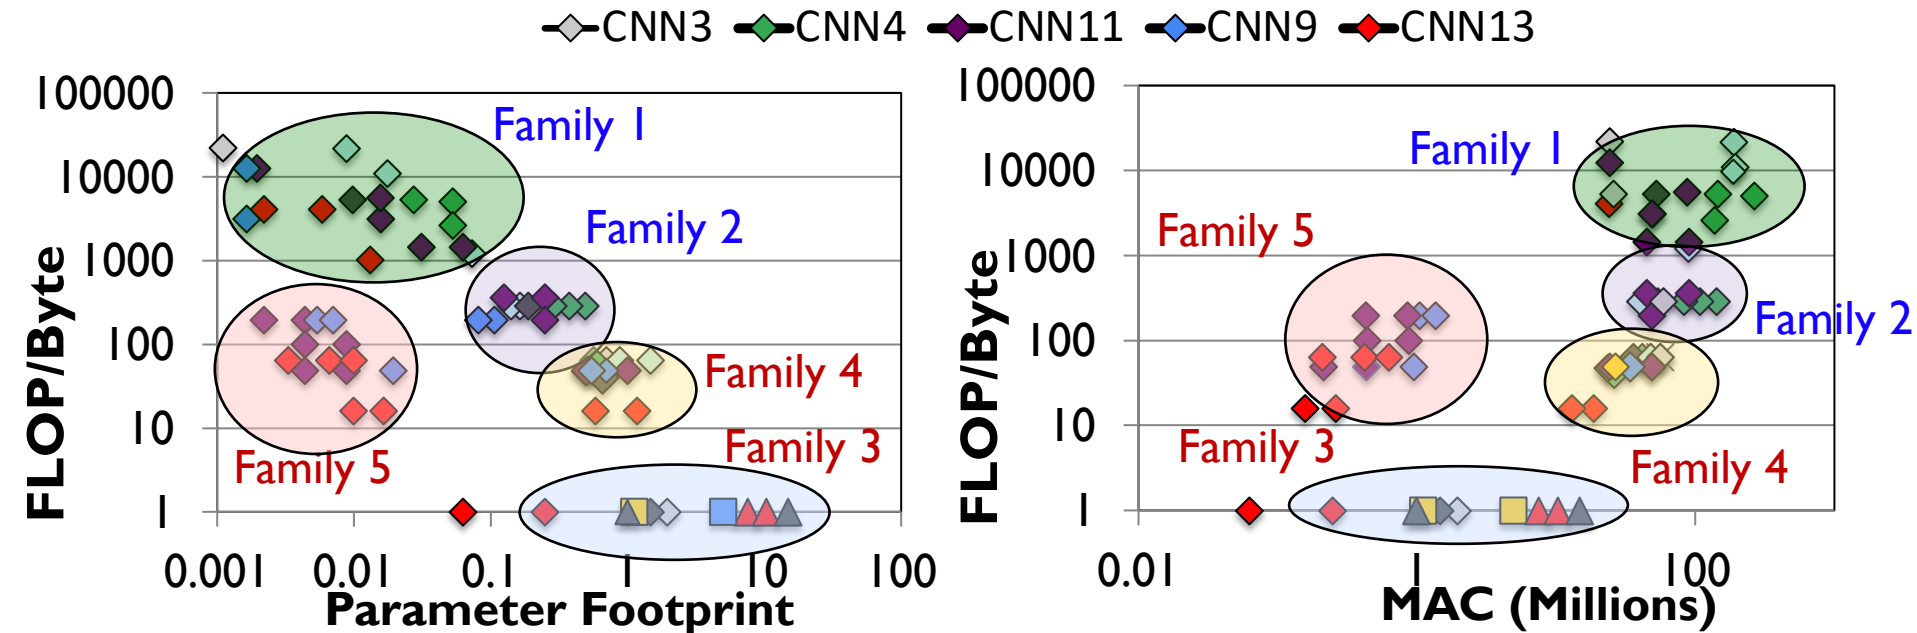 CNN3 CNN4 CNN11 CNN9 CNN13
100000
10000
1000
100
10
1
FLOP/Byte
Family 1
Family 2
Family 4
Family 3
Family 5
0.001 0.01 0.1 1 10 100
Parameter Footprint
100000
10000
1000
100
10
1
FLOP/Byte
Family 1
Family 5
Family 2
Family 3
Family 4
0.01 1 100
MAC (Millions)